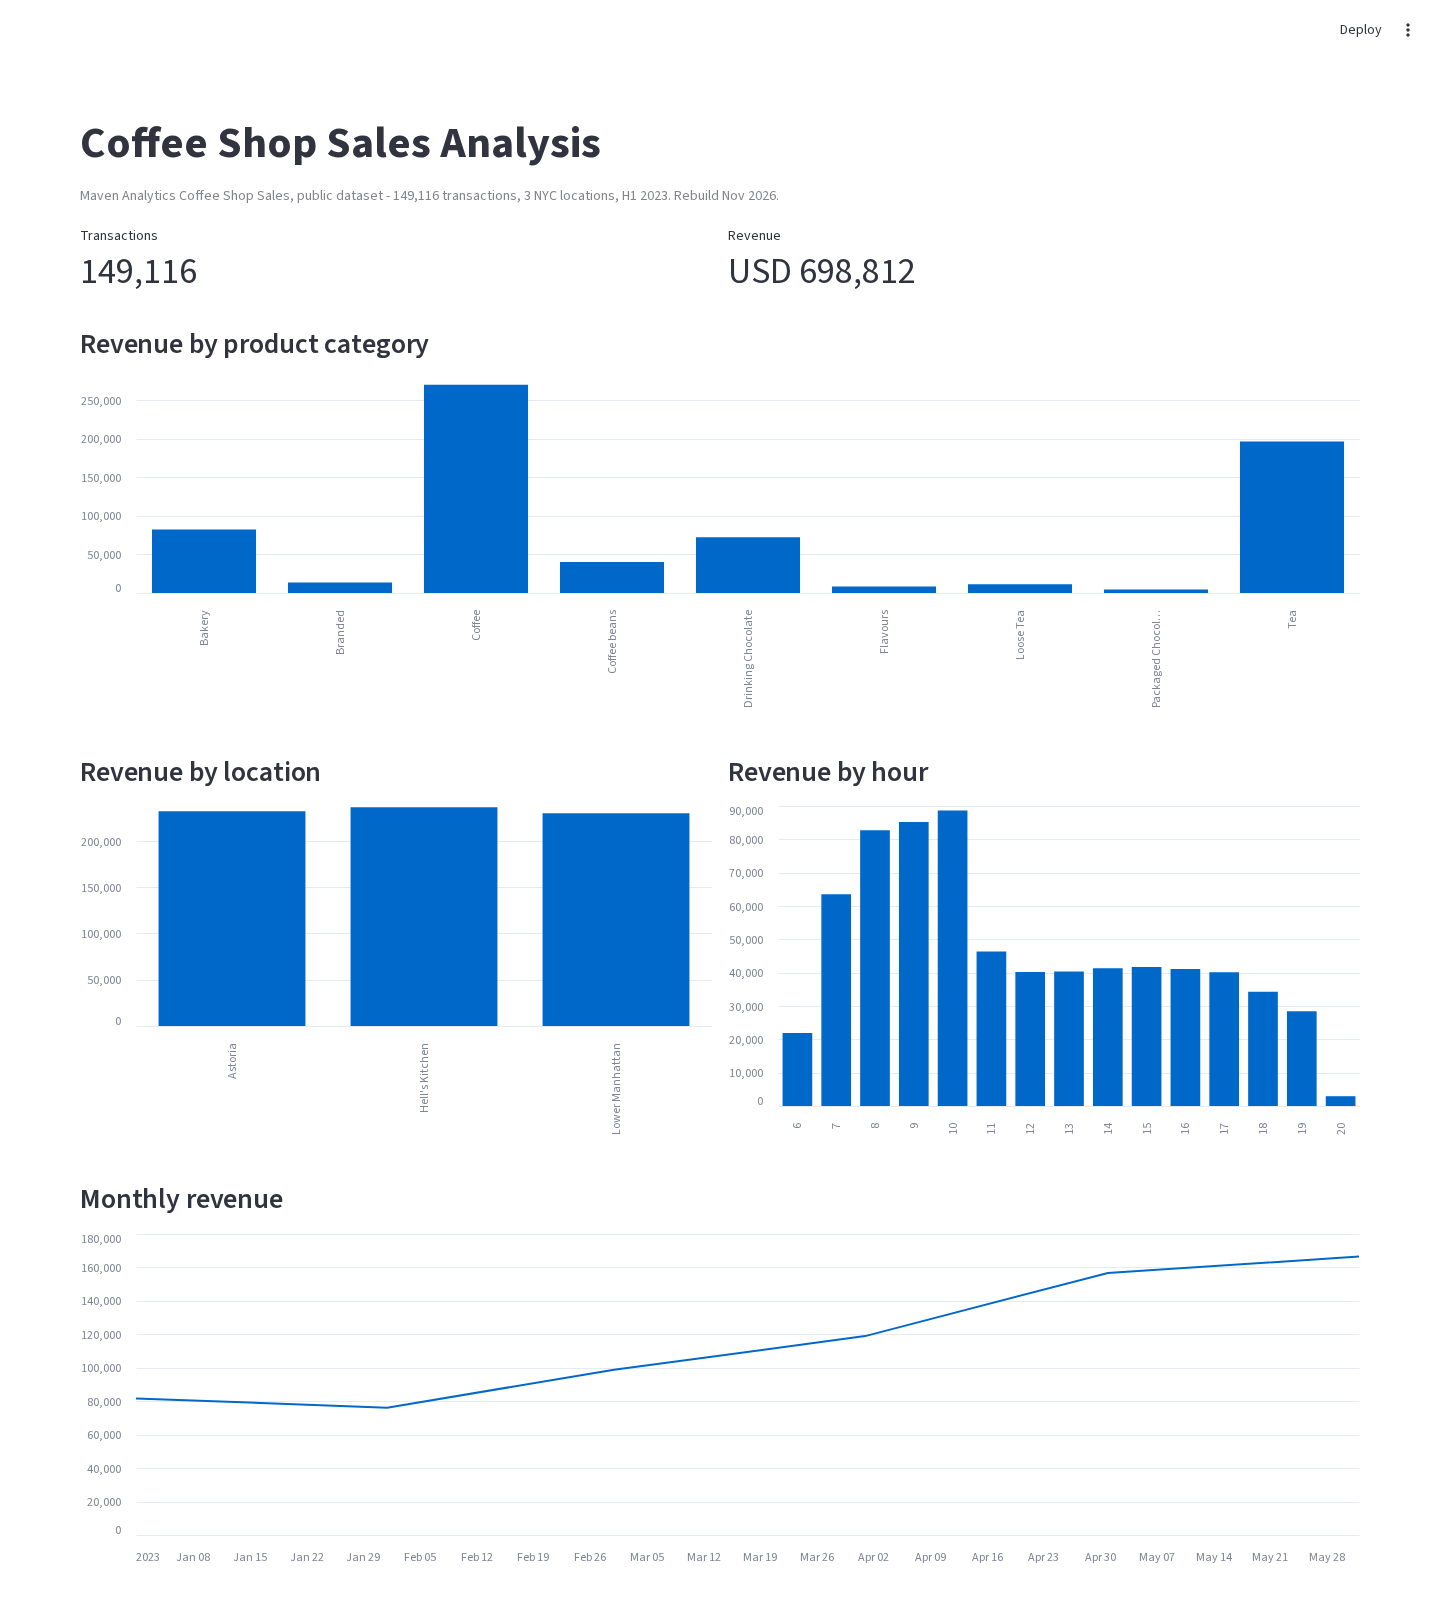 Deploy
Coffee Shop Sales Analysis
Maven Analytics Coffee Shop Sales, public dataset - 149,116 transactions, 3 NYC locations, H1 2023. Rebuild Nov 2026.
Transactions
149,116
Revenue
USD 698,812
Revenue by product category
250,000
200,000
150,000
100,000
50,000
0
Bakery
Branded
Coffee
Coffee beans
Drinking Chocolate
Flavours
Loose Tea
Packaged Chocol…
Tea
Revenue by location
200,000
150,000
100,000
50,000
0
Astoria
Hell's Kitchen
Lower Manhattan
Revenue by hour
90,000
80,000
70,000
60,000
50,000
40,000
30,000
20,000
10,000
0
6
7
8
9
10
11
12
13
14
15
16
17
18
19
20
Monthly revenue
180,000
160,000
140,000
120,000
100,000
80,000
60,000
40,000
20,000
0
2023 Jan 08 Jan 15 Jan 22 Jan 29 Feb 05 Feb 12 Feb 19 Feb 26 Mar 05 Mar 12 Mar 19 Mar 26 Apr 02 Apr 09 Apr 16 Apr 23 Apr 30 May 07 May 14 May 21 May 28